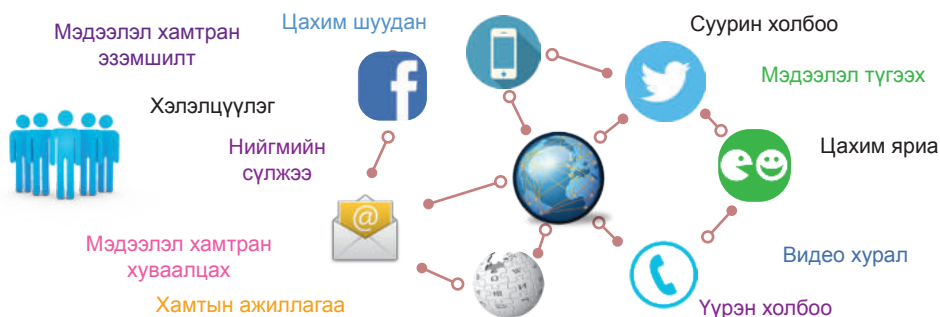 Мэдээлэл хамтран
эзэмшилт
Цахим шуудан
Суурин холбоо
Мэдээлэл түгээх
Хэлэлцүүлэг
Нийгмийн
сүлжээ
Цахим яриа
Мэдээлэл хамтран
хуваалцах
Видео хурал
Хамтын ажиллагаа
Үүрэн холбоо